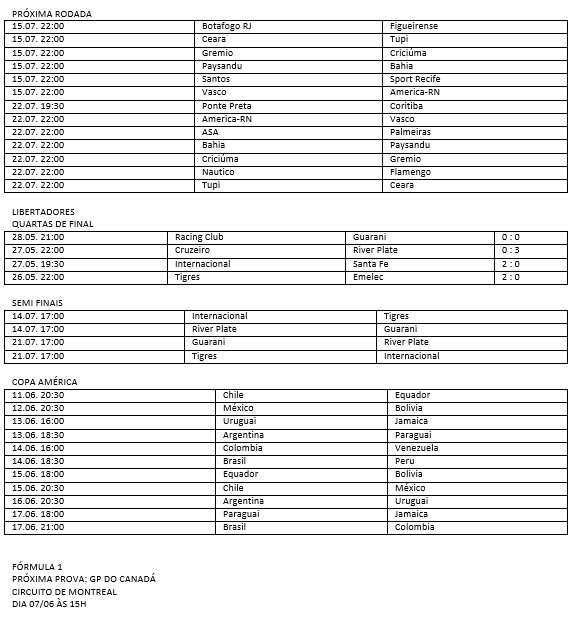 PRÓXIMA RODADA
15.07. 22:00 Botafogo RJ Figueirense
15.07. 22:00 Ceara Tupi
15.07. 22:00 Gremio Criciúma
15.07. 22:00 Paysandu Bahia
15.07. 22:00 Santos Sport Recife
15.07. 22:00 Vasco America-RN
22.07. 19:30 Ponte Preta Coritiba
22.07. 22:00 America-RN Vasco
22.07. 22:00 ASA Palmeiras
22.07. 22:00 Bahia Paysandu
22.07. 22:00 Criciúma Gremio
22.07. 22:00 Nautico Flamengo
22.07. 22:00 Tupi Ceara
LIBERTADORES
QUARTAS DE FINAL
28.05. 21:00 Racing Club Guarani 0 : 0
27.05. 22:00 Cruzeiro River Plate 0 : 3
27.05. 19:30 Internacional Santa Fe 2 : 0
26.05. 22:00 Tigres Emelec 2 : 0
SEMI FINAIS
14.07. 17:00 Internacional Tigres
14.07. 17:00 River Plate Guarani
21.07. 17:00 Guarani River Plate
21.07. 17:00 Tigres Internacional
COPA AMÉRICA
11.06. 20:30 Chile Equador
12.06. 20:30 México Bolivia
13.06. 16:00 Uruguai Jamaica
13.06. 18:30 Argentina Paraguai
14.06. 16:00 Colombia Venezuela
14.06. 18:30 Brasil Peru
15.06. 18:00 Equador Bolivia
15.06. 20:30 Chile México
16.06. 20:30 Argentina Uruguai
17.06. 18:00 Paraguai Jamaica
17.06. 21:00 Brasil Colombia
FÓRMULA 1
PRÓXIMA PROVA: GP DO CANADÁ
CIRCUITO DE MONTREAL
DIA 07/06 ÀS 15H